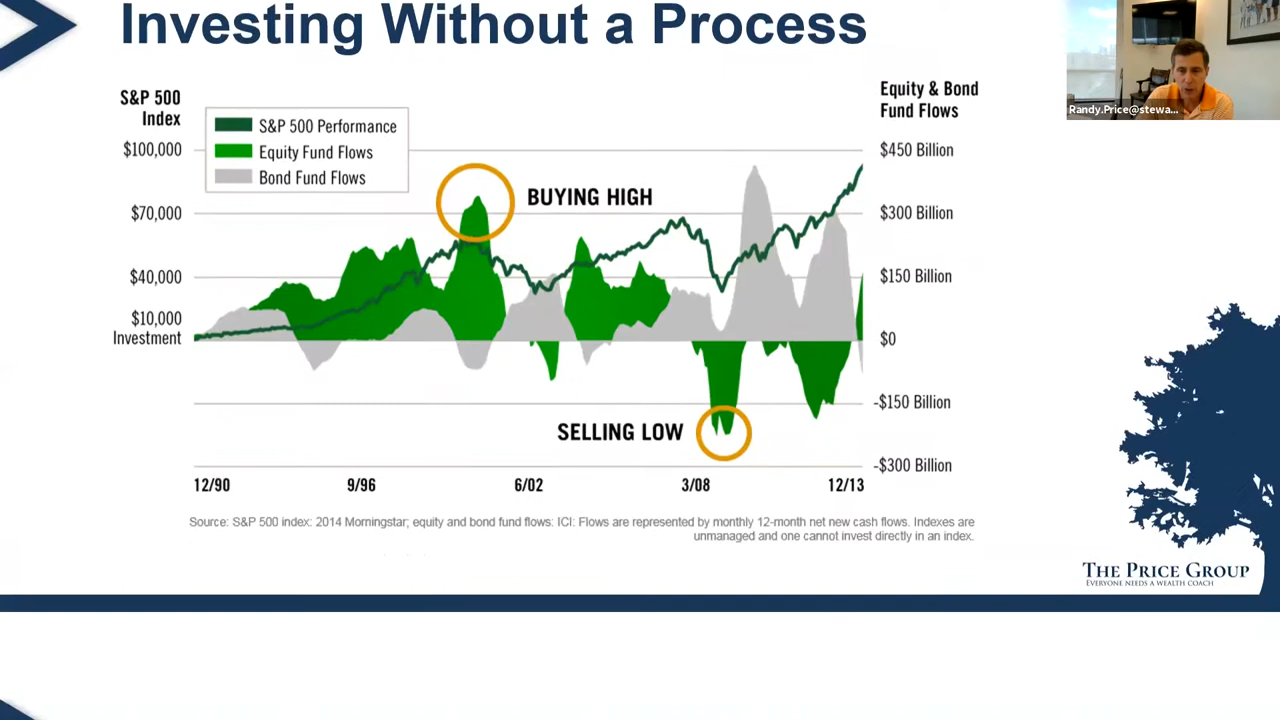 Investing Without a Process
Randy.Price@stewa...
S&P 500
Index
Equity & Bond
Fund Flows
S&P 500 Performance
Equity Fund Flows
Bond Fund Flows
$100,000
$70,000
$40,000
$10,000
Investment
$450 Billion
$300 Billion
$150 Billion
$0
-$150 Billion
-$300 Billion
BUYING HIGH
SELLING LOW
12/90
9/96
6/02
3/08
12/13
Source: S&P 500 index: 2014 Morningstar; equity and bond fund flows: ICI: Flows are represented by monthly 12-month net new cash flows. Indexes are
unmanaged and one cannot invest directly in an index.
THE PRICE GROUP
EVERYONE NEEDS A WEALTH COACH